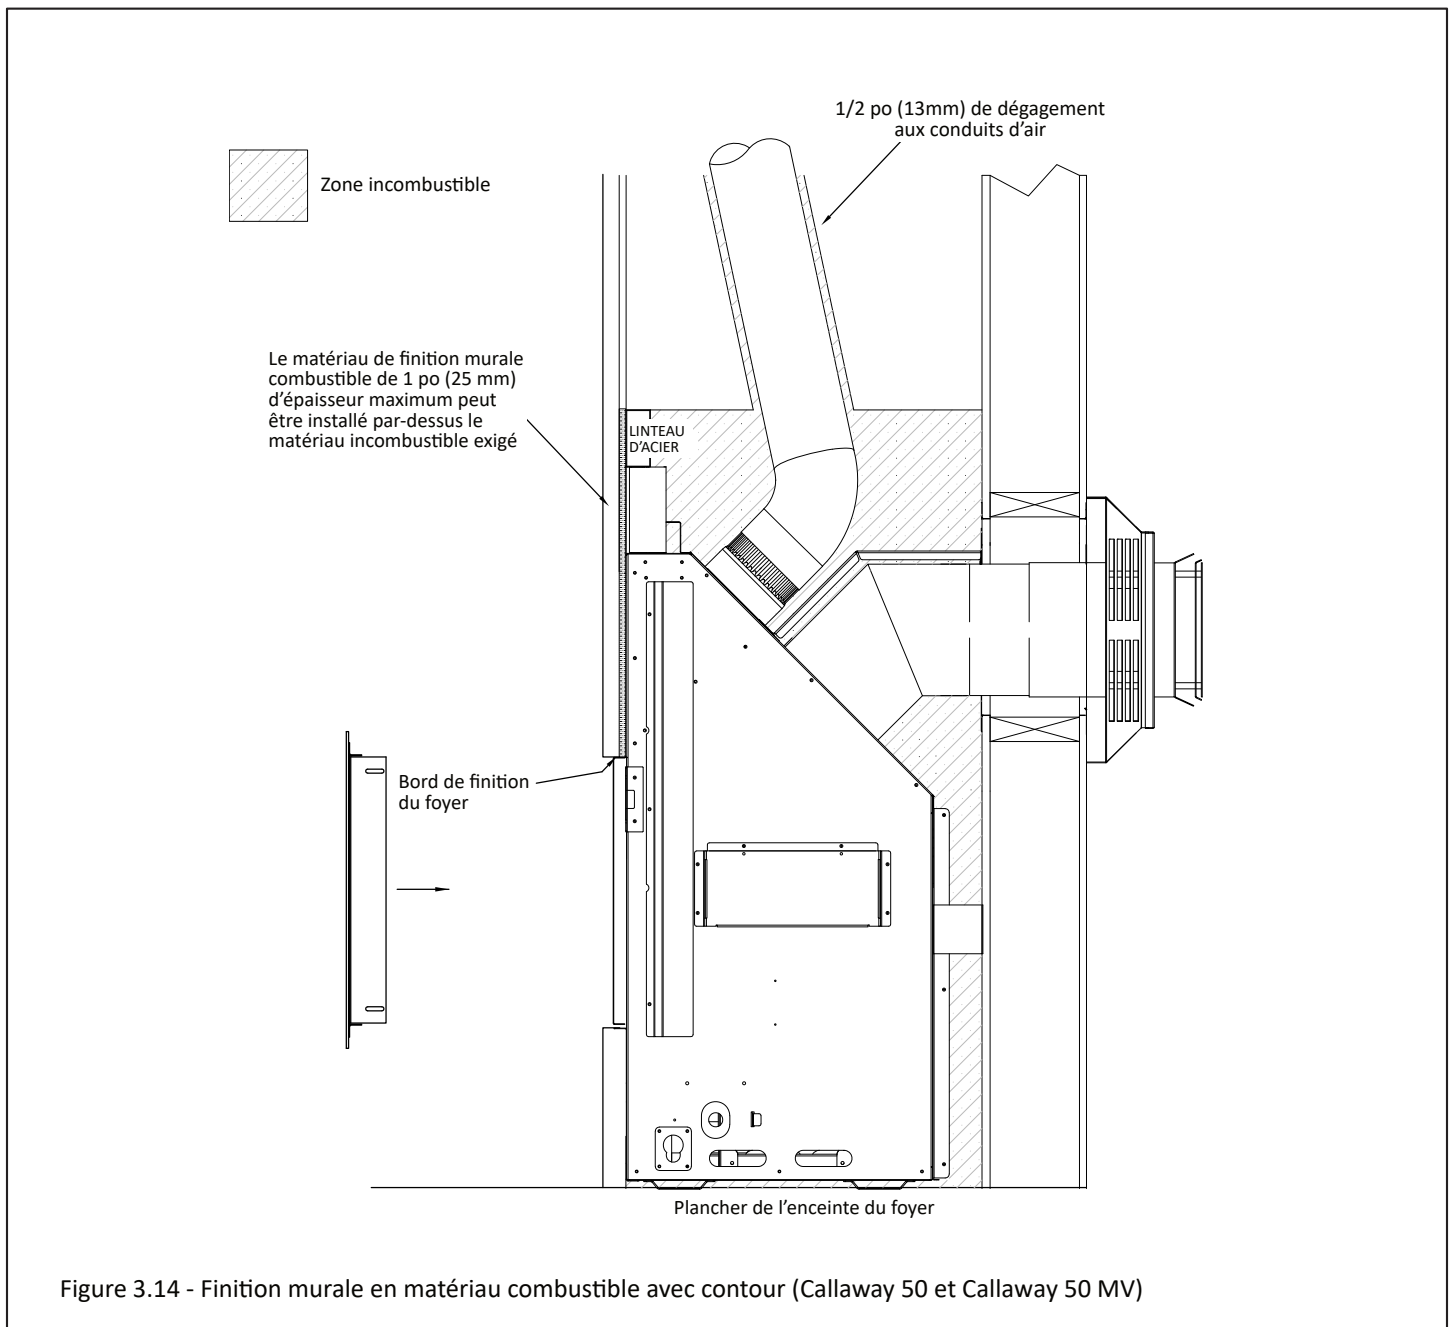 1/2 po (13mm) de dégagement
aux conduits d'air
Zone incombustible
Le matériau de finition murale
combustible de 1 po (25 mm)
d'épaisseur maximum peut
être installé par-dessus le
matériau incombustible exigé
LINTEAU
D'ACIER
Bord de finition
du foyer
Plancher de l'enceinte du foyer
Figure 3.14 - Finition murale en matériau combustible avec contour (Callaway 50 et Callaway 50 MV)